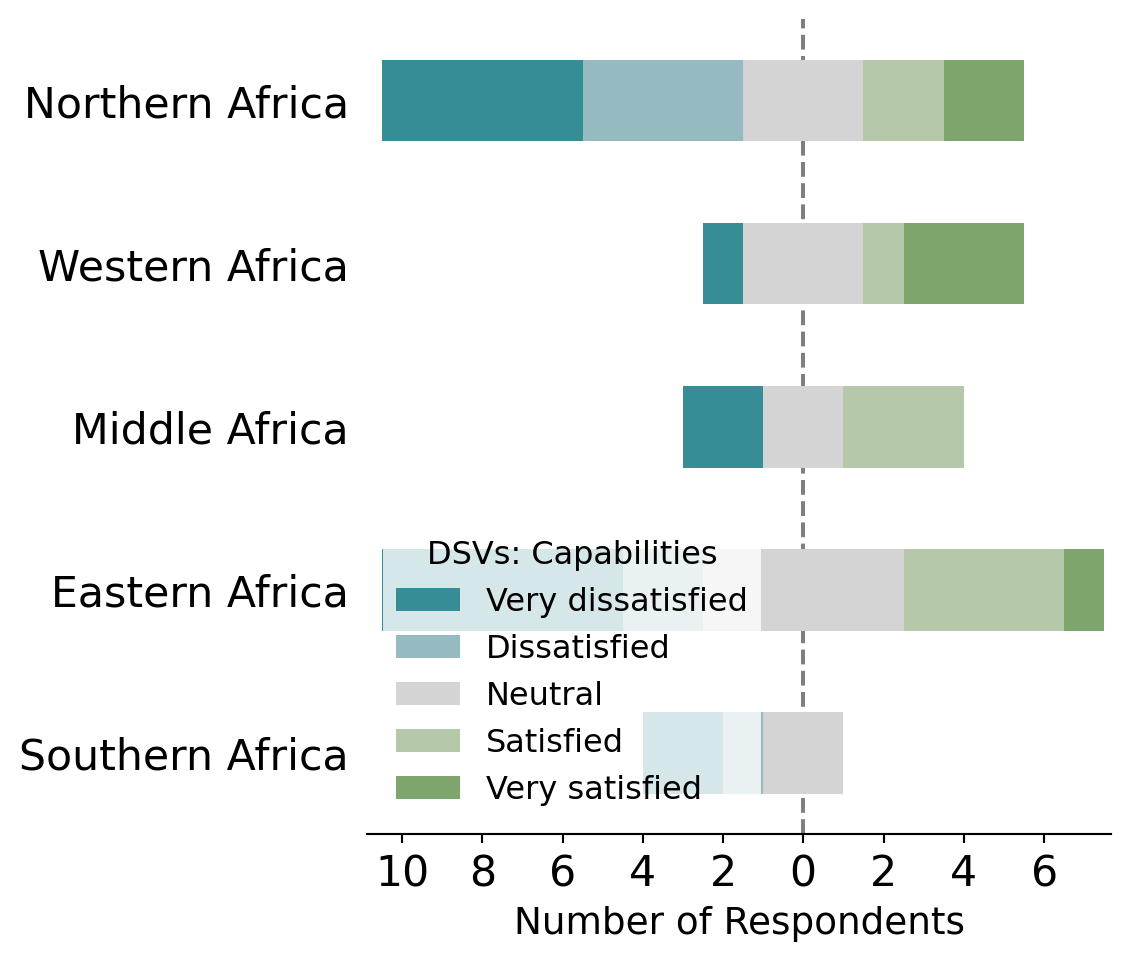 Northern Africa
Western Africa
Middle Africa
Eastern Africa
Southern Africa
DSVs: Capabilities
Very dissatisfied
Dissatisfied
Neutral
Satisfied
Very satisfied
10 8 6 4 2 0 2 4 6
Number of Respondents